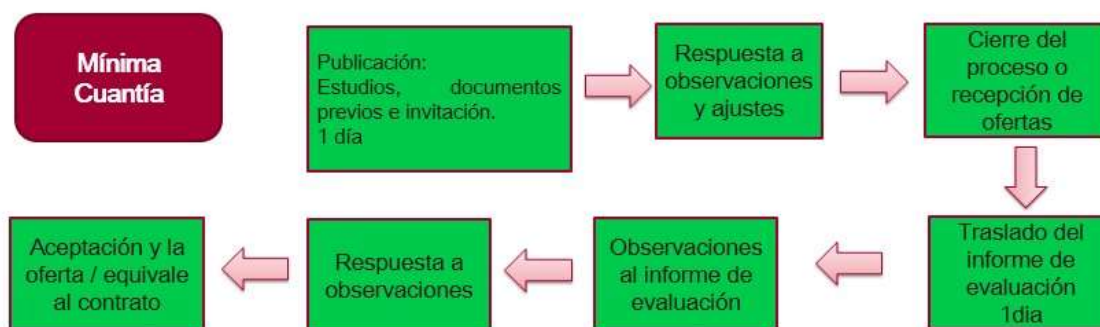 Mínima
Cuantía
Publicación:
Estudios, documentos
previos e invitación.
1 día
Respuesta a
observaciones
y ajustes
Cierre del
proceso o
recepción de
ofertas
Traslado del
informe de
evaluación
1dia
Observaciones
al informe de
evaluación
Respuesta a
observaciones
Aceptación y la
oferta / equivale
al contrato